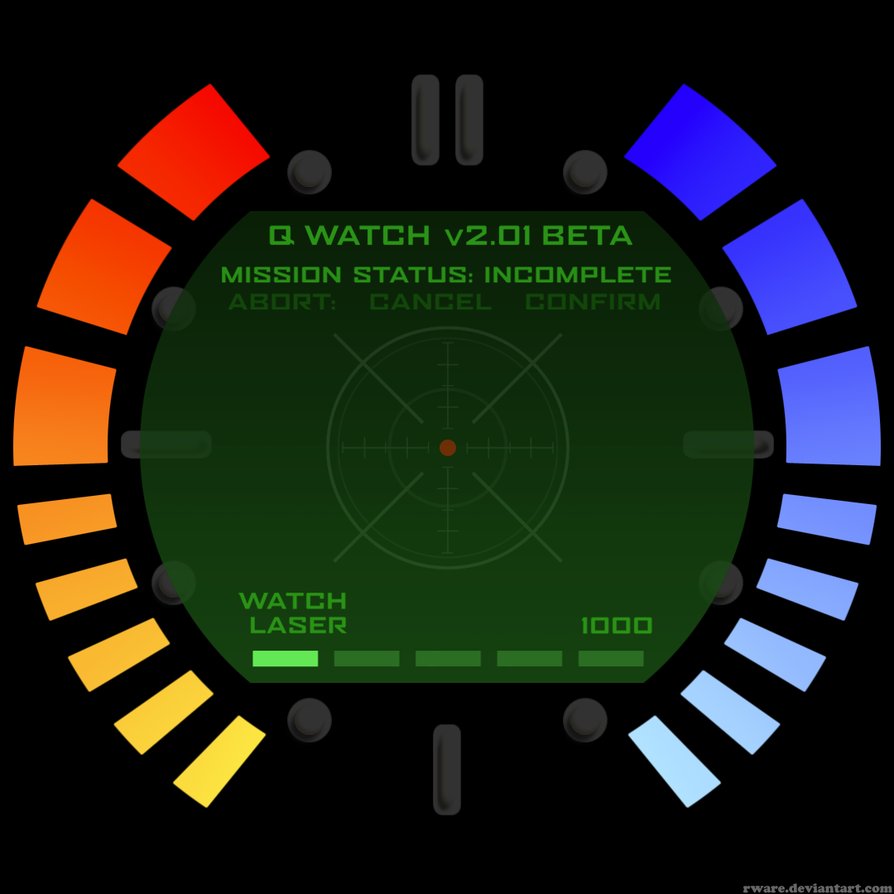 Q WATCH v2.01 BETA
MISSION STATUS: INCOMPLETE
ABORT: CANCEL CONFIRM
WATCH
LASER
1000
rware.deviantart.com